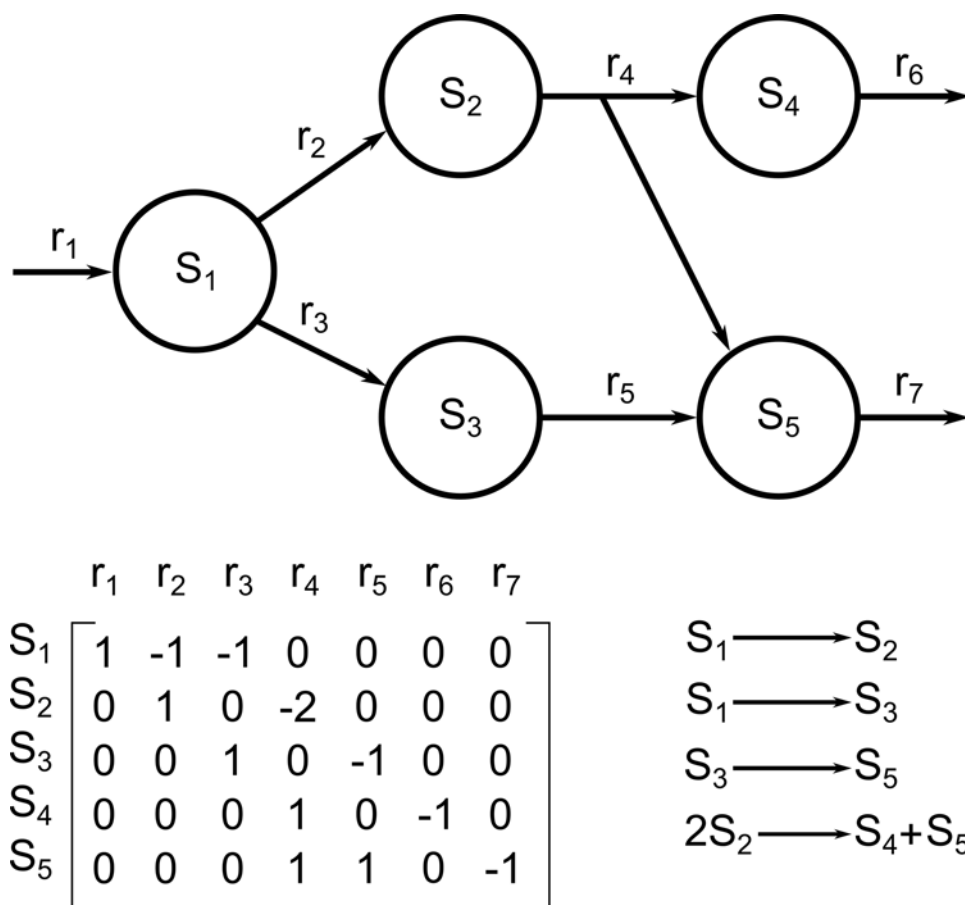 r₁ S₁ r₂ S₂ r₄ S₄ r₆
r₃ S₃ r₅ S₅ r₇
r₁ r₂ r₃ r₄ r₅ r₆ r₇
S₁ 1 -1 -1 0 0 0 0
S₂ 0 1 0 -2 0 0 0
S₃ 0 0 1 0 -1 0 0
S₄ 0 0 0 1 0 -1 0
S₅ 0 0 0 1 1 0 -1
S₁ → S₂
S₁ → S₃
S₃ → S₅
2S₂ → S₄+S₅